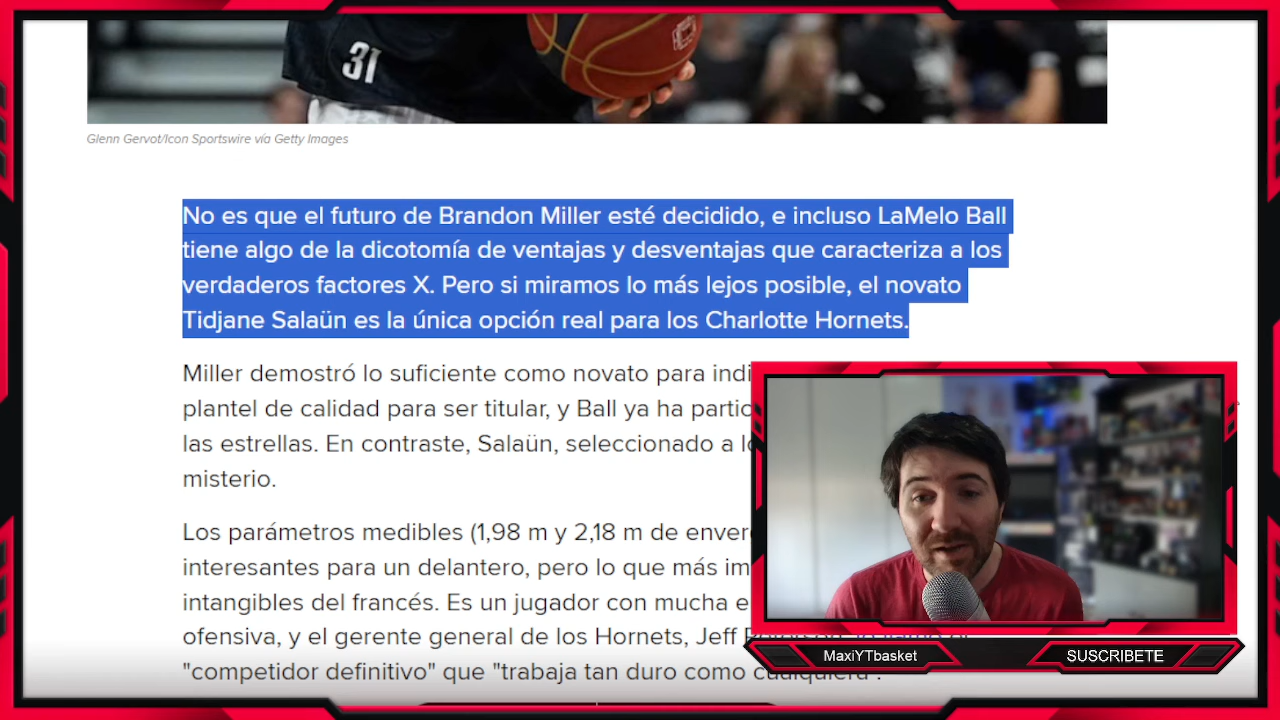 31
Glenn Gervot/Icon Sportswire vía Getty Images
No es que el futuro de Brandon Miller esté decidido, e incluso LaMelo Ball
tiene algo de la dicotomía de ventajas y desventajas que caracteriza a los
verdaderos factores X. Pero si miramos lo más lejos posible, el novato
Tidjane Salaün es la única opción real para los Charlotte Hornets.
Miller demostró lo suficiente como novato para indi
plantel de calidad para ser titular, y Ball ya ha partic
las estrellas. En contraste, Salaün, seleccionado a lo
misterio.
Los parámetros medibles (1,98 m y 2,18 m de enver
interesantes para un delantero, pero lo que más im
intangibles del francés. Es un jugador con mucha e
ofensiva, y el gerente general de los Hornets, Jeff
"competidor definitivo" que "trabaja tan duro como cualquiera".
MaxiYTbasket
SUSCRIBETE